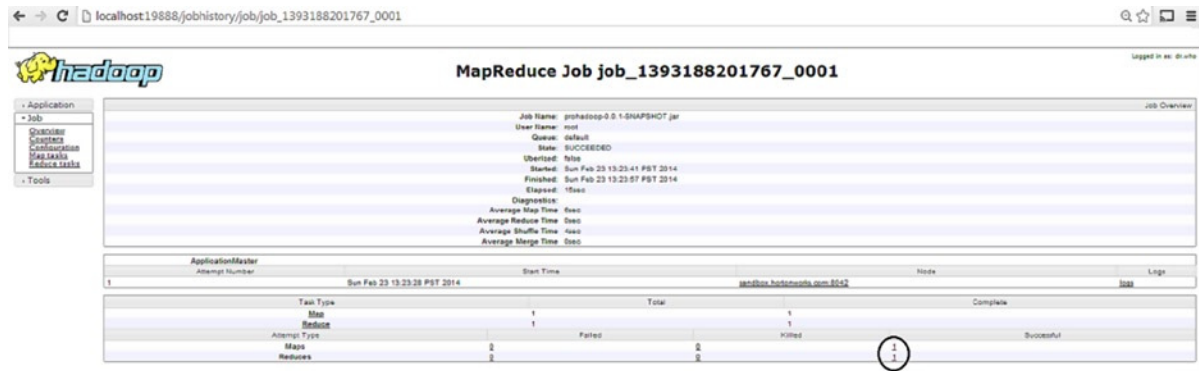 localhost:19888/jobhistory/job/job_1393188201767_0001
Logged in as: dr.who
hadoop
MapReduce Job job_1393188201767_0001
Application
Job
Overview
Counters
Configuration
Map tasks
Reduce tasks
Tools
Job Overview
Job Name: prohadoop-0.0.1-SNAPSHOT.jar
User Name: root
Queue: default
State: SUCCEEDED
Uberized: false
Started: Sun Feb 23 13:23:41 PST 2014
Finished: Sun Feb 23 13:23:57 PST 2014
Elapsed: 15sec
Diagnostics:
Average Map Time 6sec
Average Reduce Time 0sec
Average Shuffle Time 4sec
Average Merge Time 0sec
ApplicationMaster
Attempt Number Start Time Node Logs
1 Sun Feb 23 13:23:28 PST 2014 sandbox.hortonworks.com:8042 logs
Task Type Total Complete
Map 1 1
Reduce 1 1
Attempt Type Failed Killed Successful
Maps 0 0 1
Reduces 0 0 1